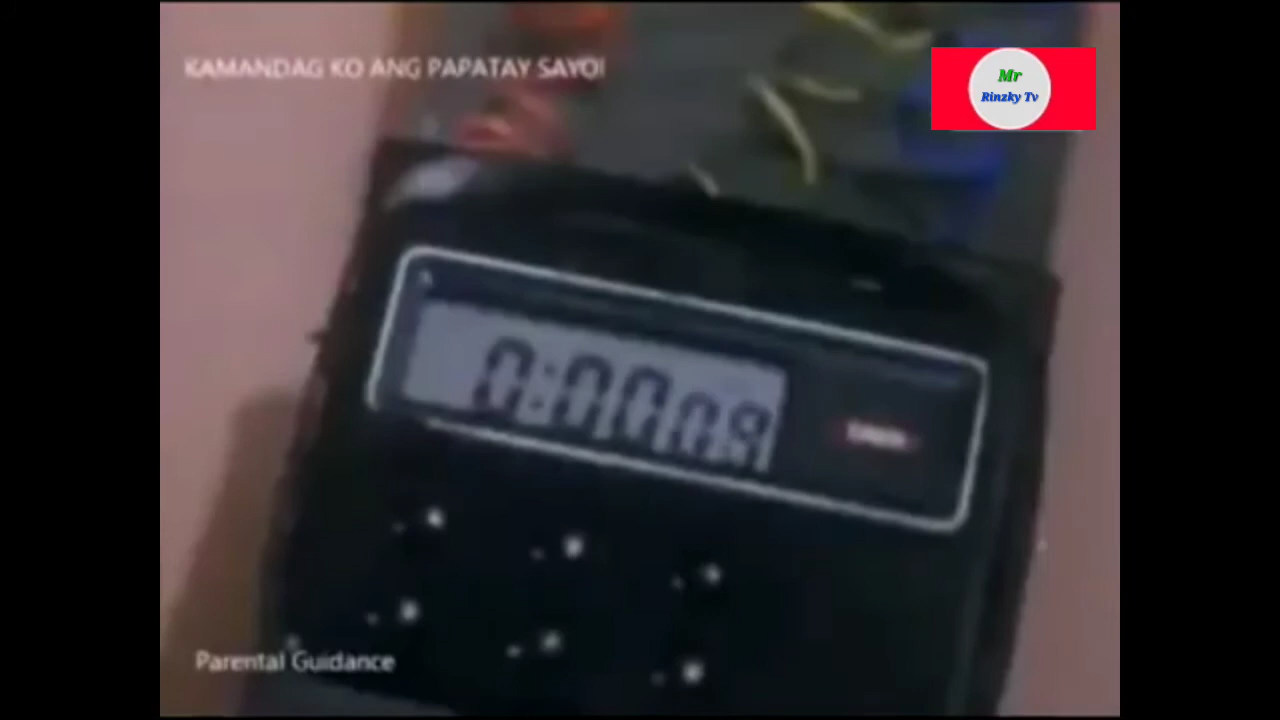 KAMANDAG KO ANG PAPATAY SAYO!
Mr
Rinzky Tv
0:0008
Parental Guidance